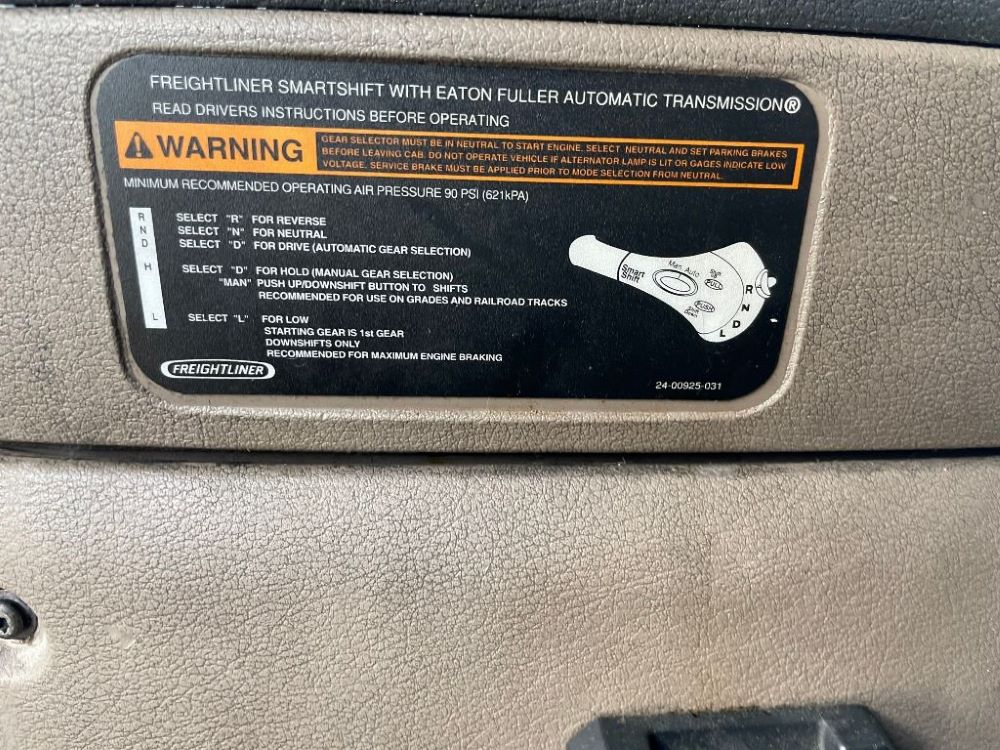 FREIGHTLINER SMARTSHIFT WITH EATON FULLER AUTOMATIC TRANSMISSION®
READ DRIVERS INSTRUCTIONS BEFORE OPERATING
WARNING
GEAR SELECTOR MUST BE IN NEUTRAL TO START ENGINE. SELECT NEUTRAL AND SET PARKING BRAKES
BEFORE LEAVING CAB. DO NOT OPERATE VEHICLE IF ALTERNATOR LAMP IS LIT OR GAGES INDICATE LOW
VOLTAGE. SERVICE BRAKE MUST BE APPLIED PRIOR TO MODE SELECTION FROM NEUTRAL.
MINIMUM RECOMMENDED OPERATING AIR PRESSURE 90 PSI (621kPA)
R SELECT "R" FOR REVERSE
N SELECT "N" FOR NEUTRAL
D SELECT "D" FOR DRIVE (AUTOMATIC GEAR SELECTION)
H SELECT "D" FOR HOLD (MANUAL GEAR SELECTION)
"MAN" PUSH UP/DOWNSHIFT BUTTON TO SHIFTS
RECOMMENDED FOR USE ON GRADES AND RAILROAD TRACKS
L SELECT "L" FOR LOW
STARTING GEAR IS 1st GEAR
DOWNSHIFTS ONLY
RECOMMENDED FOR MAXIMUM ENGINE BRAKING
FREIGHTLINER
Smart
Shift
Man Auto
Shift
Up
PULL
PUSH
Shift
Down
R
N
D
L
24-00925-031